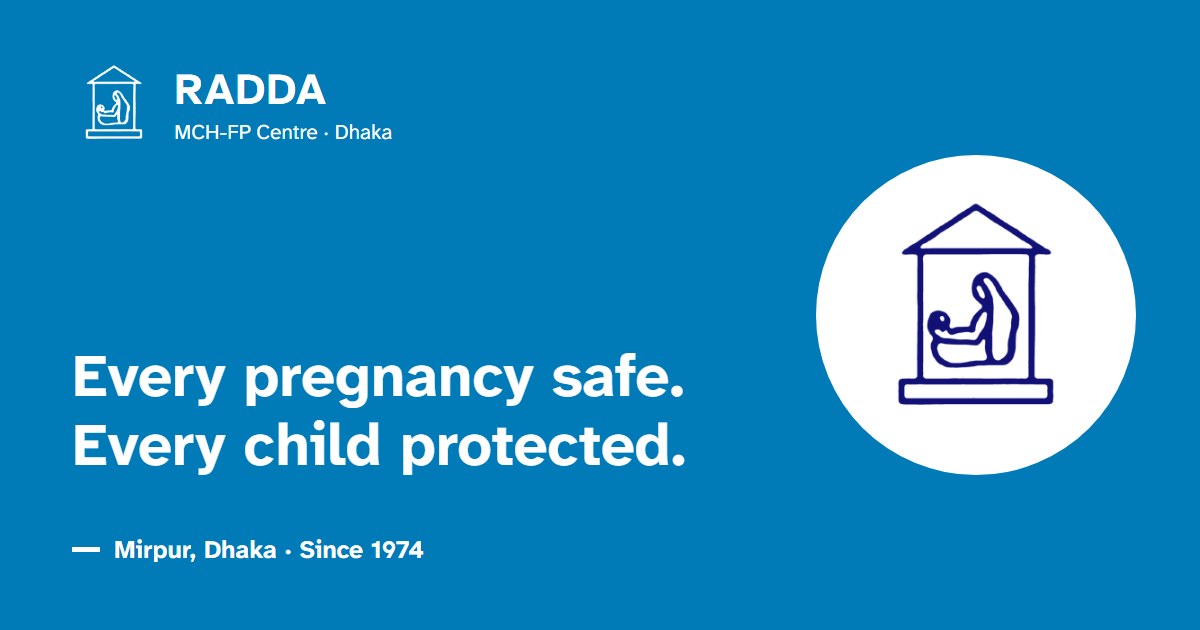 RADDA
MCH-FP Centre · Dhaka
Every pregnancy safe.
Every child protected.
— Mirpur, Dhaka · Since 1974